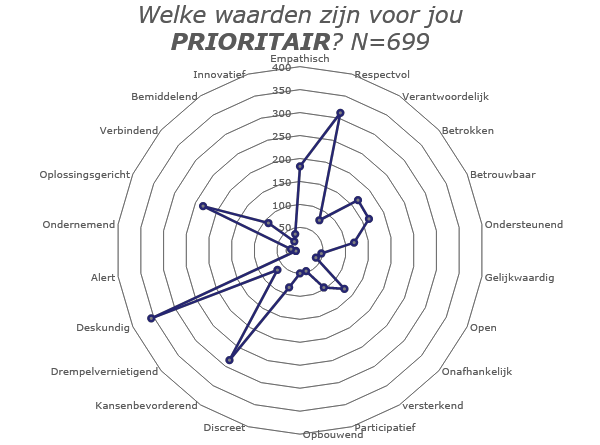 Welke waarden zijn voor jou
PRIORITAIR? N=699
Empathisch
400
Innovatief
Respectvol
350
Bemiddelend
Verantwoordelijk
300
Verbindend
Betrokken
250
200
Oplossingsgericht
Betrouwbaar
150
100
Ondernemend
50
Ondersteunend
0
Alert
Gelijkwaardig
Deskundig
Open
Drempelvernietigend
Onafhankelijk
Kansenbevorderend
versterkend
Discreet
Participatief
Opbouwend